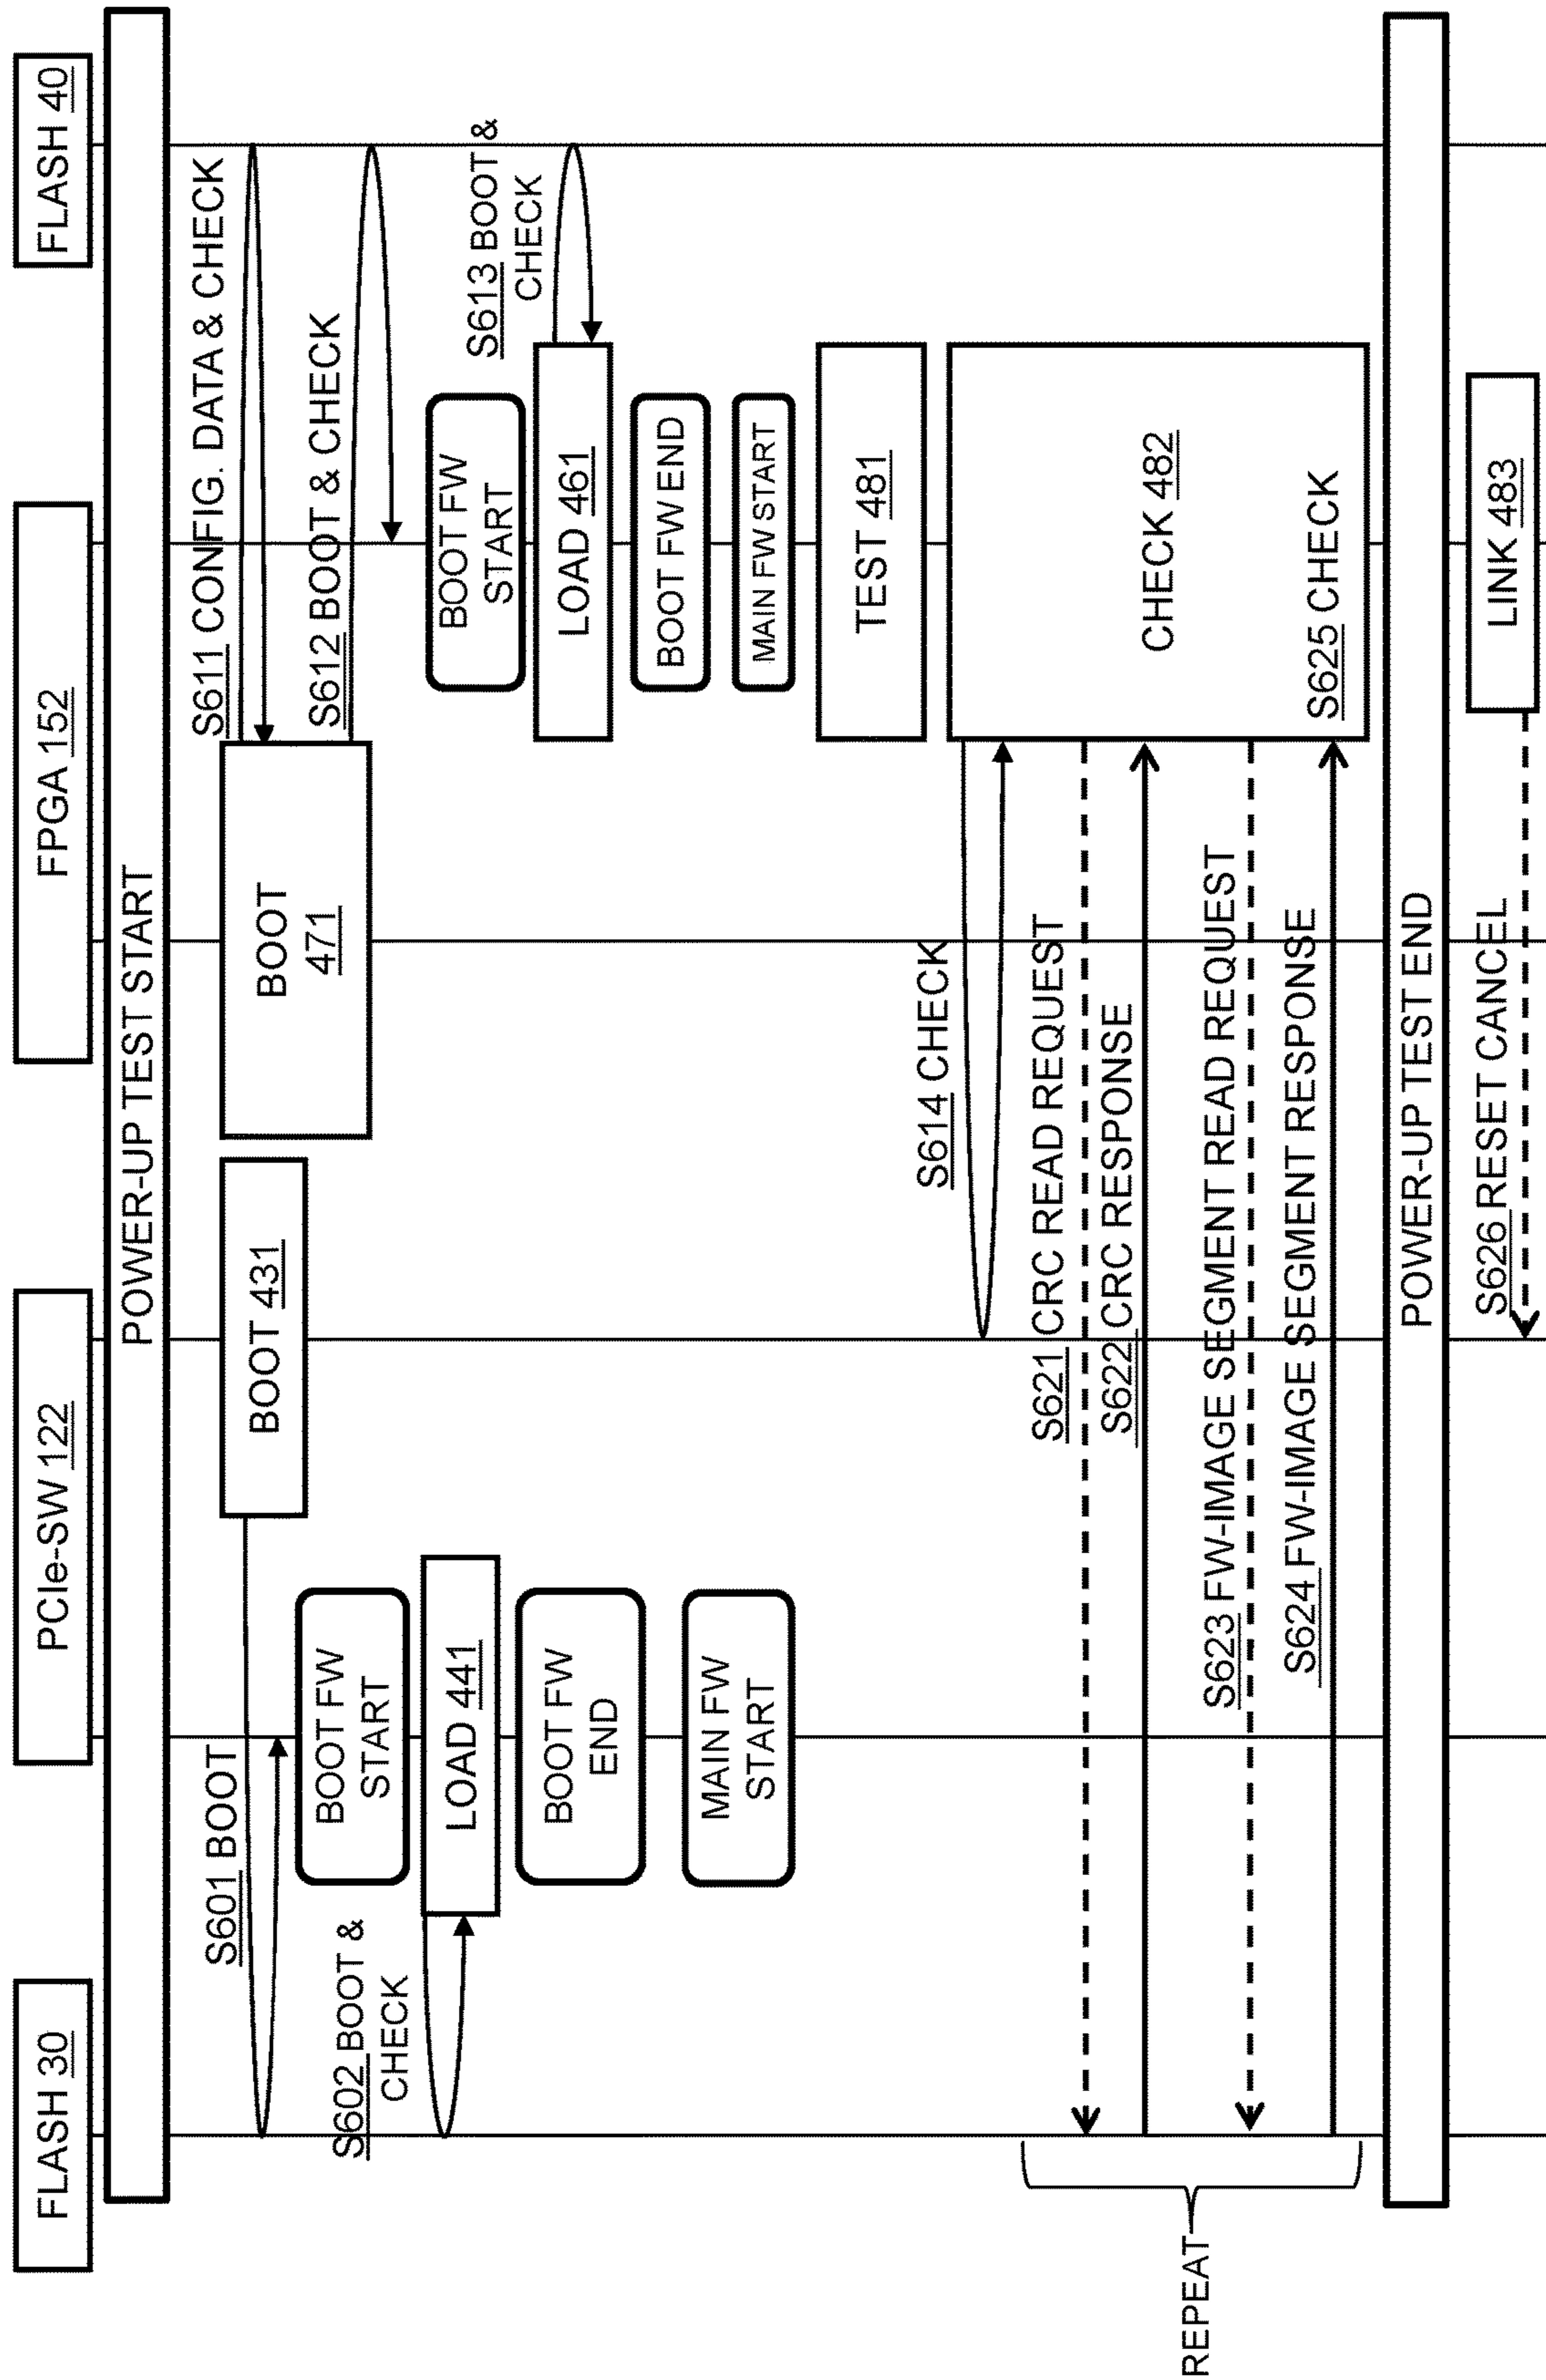 FLASH 30
PCIe-SW 122
FPGA 152
FLASH 40
POWER-UP TEST START
S601 BOOT
BOOT 431
BOOT
471
S611 CONFIG. DATA & CHECK
S612 BOOT & CHECK
BOOT FW
START
S602 BOOT &
CHECK
LOAD 441
BOOT FW
END
MAIN FW
START
BOOT FW
START
S613 BOOT &
CHECK
LOAD 461
BOOT FW END
MAIN FW START
TEST 481
S614 CHECK
CHECK 482
S621 CRC READ REQUEST
S622 CRC RESPONSE
S623 FW-IMAGE SEGMENT READ REQUEST
S624 FW-IMAGE SEGMENT RESPONSE
S625 CHECK
REPEAT
POWER-UP TEST END
S626 RESET CANCEL
LINK 483